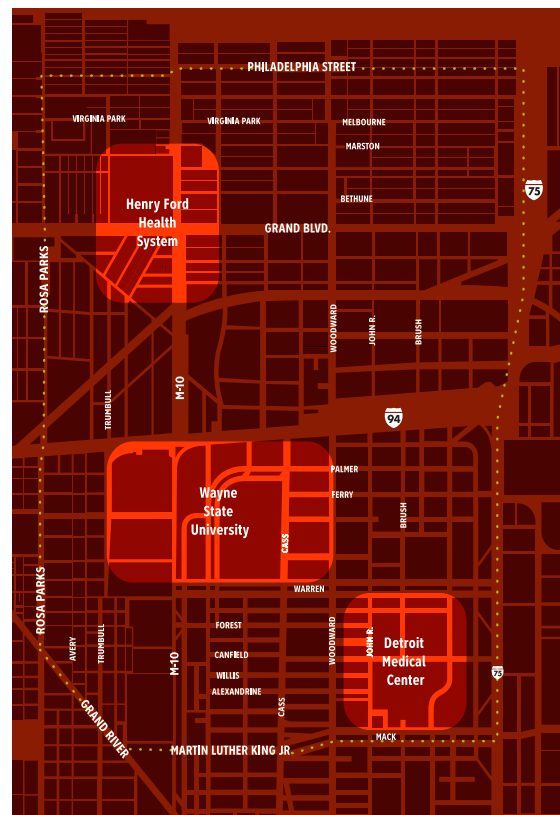 PHILADELPHIA STREET
VIRGINIA PARK
VIRGINIA PARK
MELBOURNE
MARSTON
75
BETHUNE
Henry Ford
Health
System
GRAND BLVD.
ROSA PARKS
WOODWARD
JOHN R.
BRUSH
M-10
TRUMBULL
94
PALMER
Wayne
State
University
FERRY
CASS
BRUSH
ROSA PARKS
WARREN
AVERY
TRUMBULL
M-10
FOREST
CANFIELD
WILLIS
ALEXANDRINE
CASS
WOODWARD
JOHN R.
Detroit
Medical
Center
75
GRAND RIVER
MARTIN LUTHER KING JR
MACK